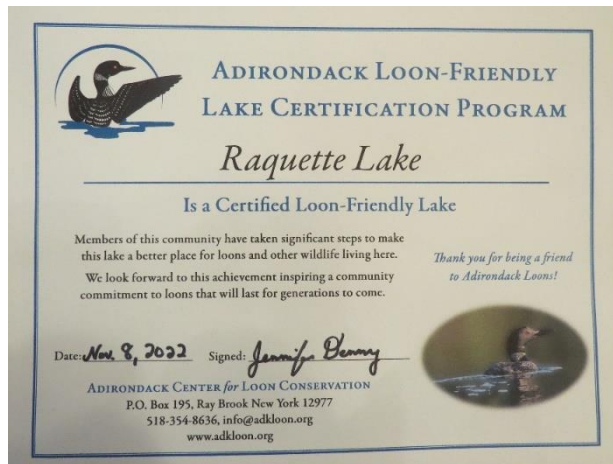 ADIRONDACK LOON-FRIENDLY
LAKE CERTIFICATION PROGRAM
Raquette Lake
Is a Certified Loon-Friendly Lake
Members of this community have taken significant steps to make
this lake a better place for loons and other wildlife living here.
We look forward to this achievement inspiring a community
commitment to loons that will last for generations to come.
Thank you for being a friend
to Adirondack Loons!
Date: Nov. 8, 2022 Signed: Jennifer Denny
ADIRONDACK CENTER for LOON CONSERVATION
P.O. Box 195, Ray Brook New York 12977
518-354-8636, info@adkloon.org
www.adkloon.org